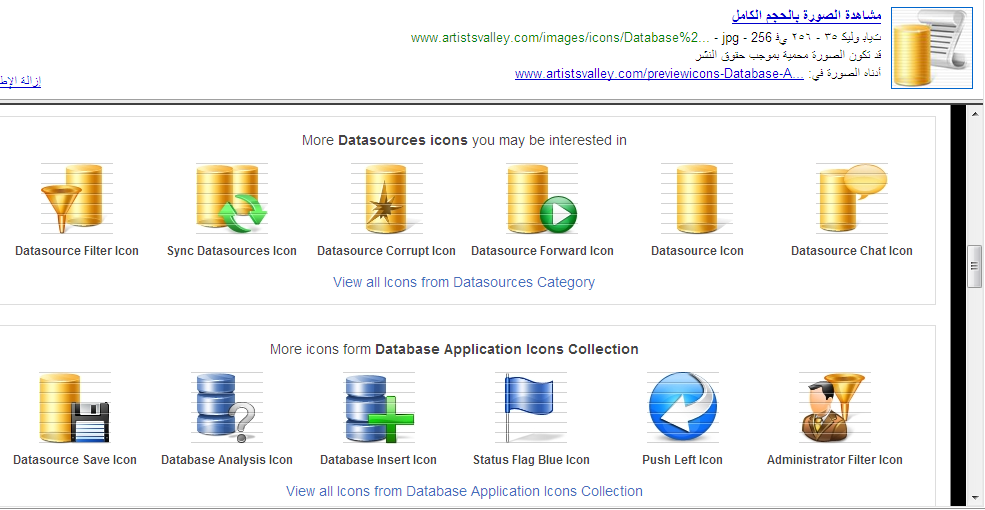 مشاهدة الصورة بالحجم الكامل
256 في ٢٥٦ - ٣٥ كيلو بايت - jpg - www.artistsvalley.com/images/icons/Database%2...
قد تكون الصورة محمية بموجب حقوق النشر
أدناه الصورة في: www.artistsvalley.com/previewicons-Database-A...
إزالة الإط
More Datasources icons you may be interested in
Datasource Filter Icon Sync Datasources Icon Datasource Corrupt Icon Datasource Forward Icon Datasource Icon Datasource Chat Icon
View all Icons from Datasources Category
More icons form Database Application Icons Collection
Datasource Save Icon Database Analysis Icon Database Insert Icon Status Flag Blue Icon Push Left Icon Administrator Filter Icon
View all Icons from Database Application Icons Collection